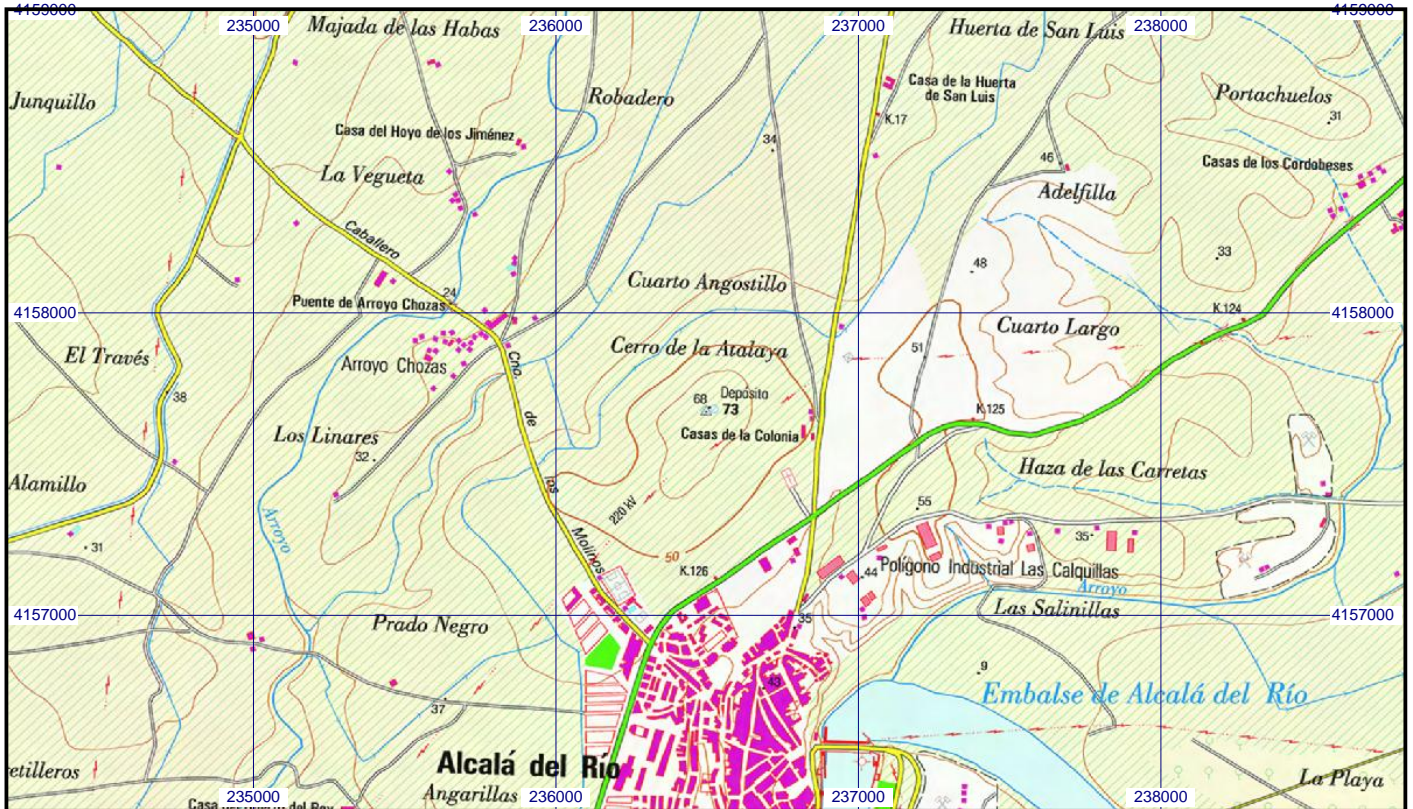 4159000
4159000
235000
236000
237000
238000
Majada de las Habas
Huerta de San Luis
Junquillo
Robadero
Casa de la Huerta
de San Luis
Portachuelos
31
K.17
Casa del Hoyo de los Jiménez
34
46
Casas de los Cordobeses
La Vegueta
Adelfilla
Caballero
48
33
Cuarto Angostillo
24
Puente de Arroyo Chozas
K.124
4158000
4158000
Cuarto Largo
El Través
Cerro de la Atalaya
51
Arroyo Chozas
Cno
de
los
Molinos
38
68
Depósito
73
K.125
Los Linares
Casas de la Colonia
32
Haza de las Carretas
Alamillo
220 kV
55
Arroyo
31
35
50
K.126
44
Polígono Industrial Las Calquillas
Arroyo
4157000
4157000
Las Salinillas
35
Prado Negro
9
43
Embalse de Alcalá del Río
37
Alcalá del Río
etilleros
Angarillas
La Playa
235000
236000
237000
238000